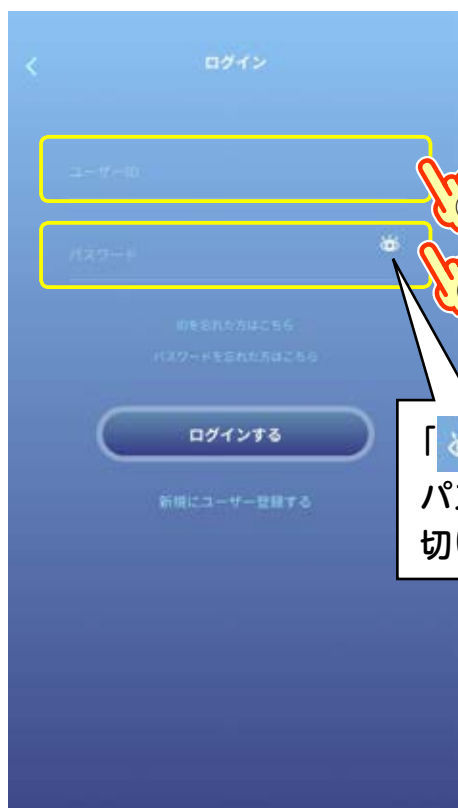 ログイン
ユーザーID
パスワード
IDを忘れた方はこちら
パスワードを忘れた方はこちら
ログインする
新規にユーザー登録する
「
パス
切り